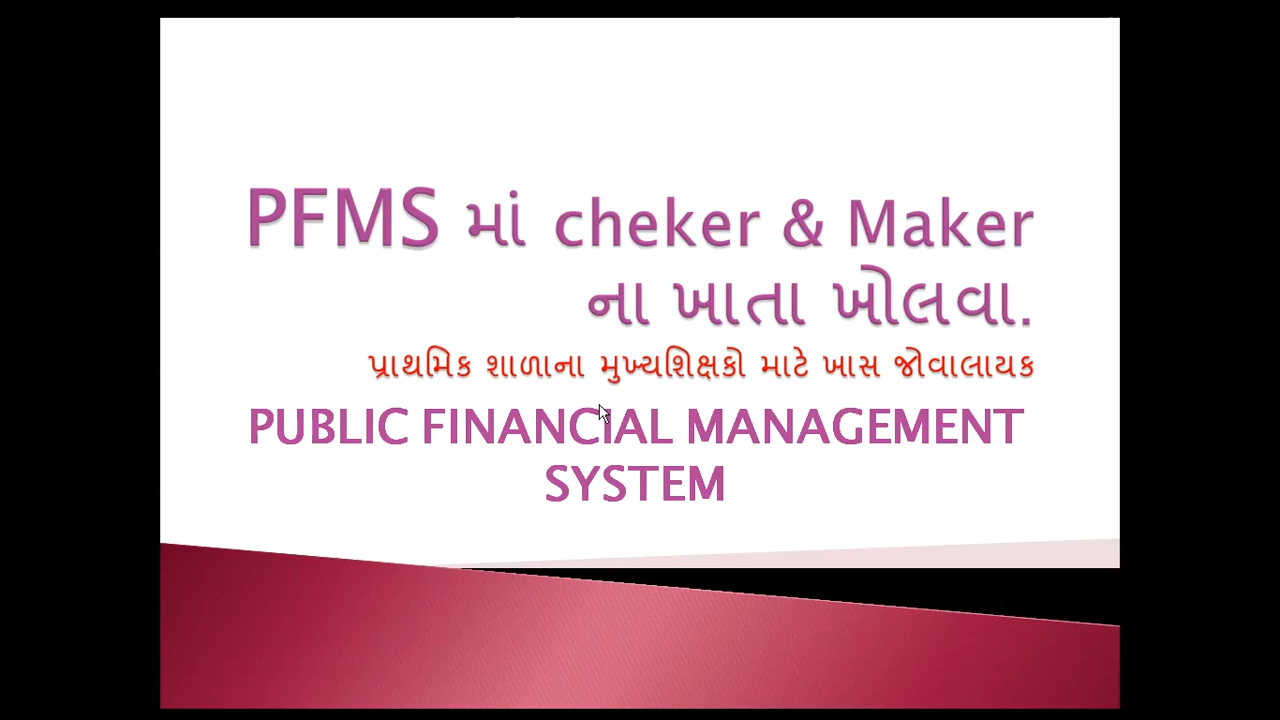 PFMS માં cheker & Maker
ના ખાતા ખોલવા.
પ્રાથમિક શાળાના મુખ્યશિક્ષકો માટે ખાસ જોવાલાયક
PUBLIC FINANCIAL MANAGEMENT
SYSTEM